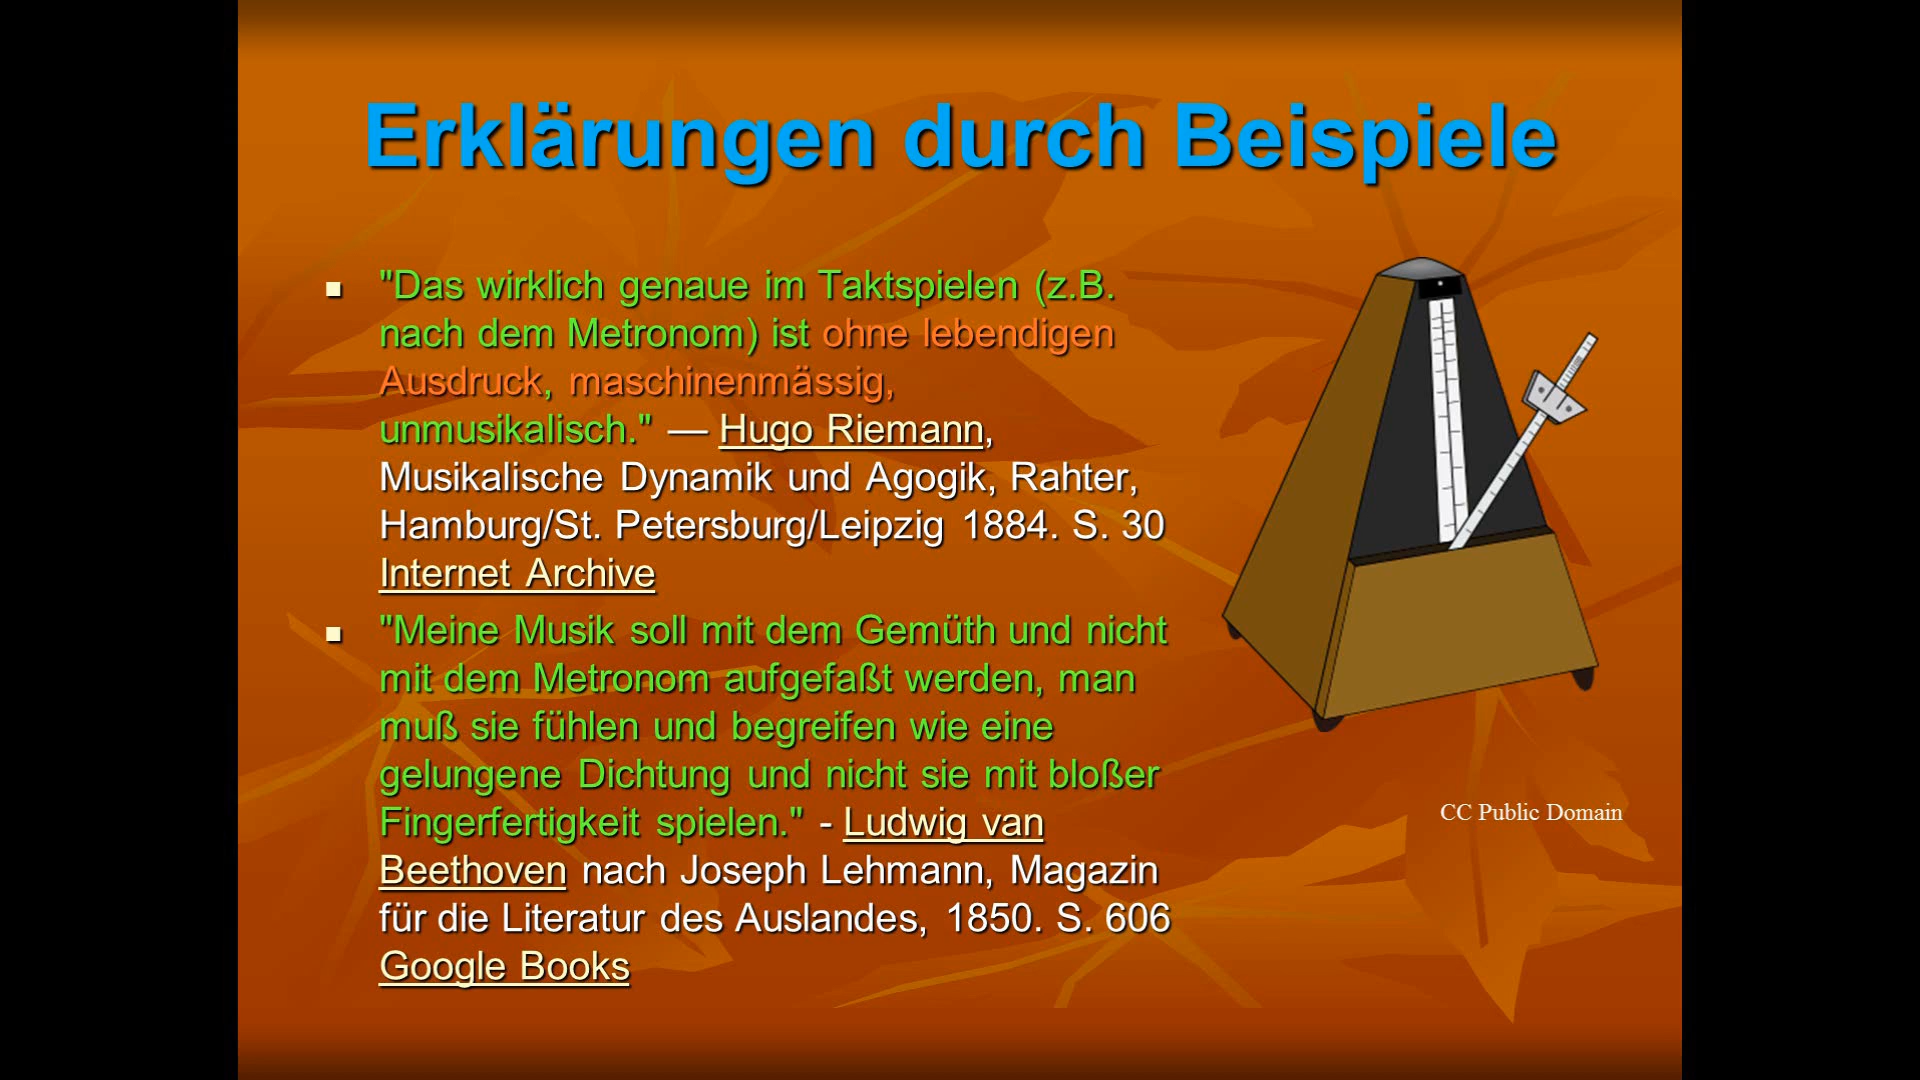 Erklärungen durch Beispiele
"Das wirklich genaue im Taktspielen (z.B.
nach dem Metronom) ist ohne lebendigen
Ausdruck, maschinenmässig,
unmusikalisch." — Hugo Riemann,
Musikalische Dynamik und Agogik, Rahter,
Hamburg/St. Petersburg/Leipzig 1884. S. 30
Internet Archive
"Meine Musik soll mit dem Gemüth und nicht
mit dem Metronom aufgefaßt werden, man
muß sie fühlen und begreifen wie eine
gelungene Dichtung und nicht sie mit bloßer
Fingerfertigkeit spielen." - Ludwig van
Beethoven nach Joseph Lehmann, Magazin
für die Literatur des Auslandes, 1850. S. 606
Google Books
CC Public Domain